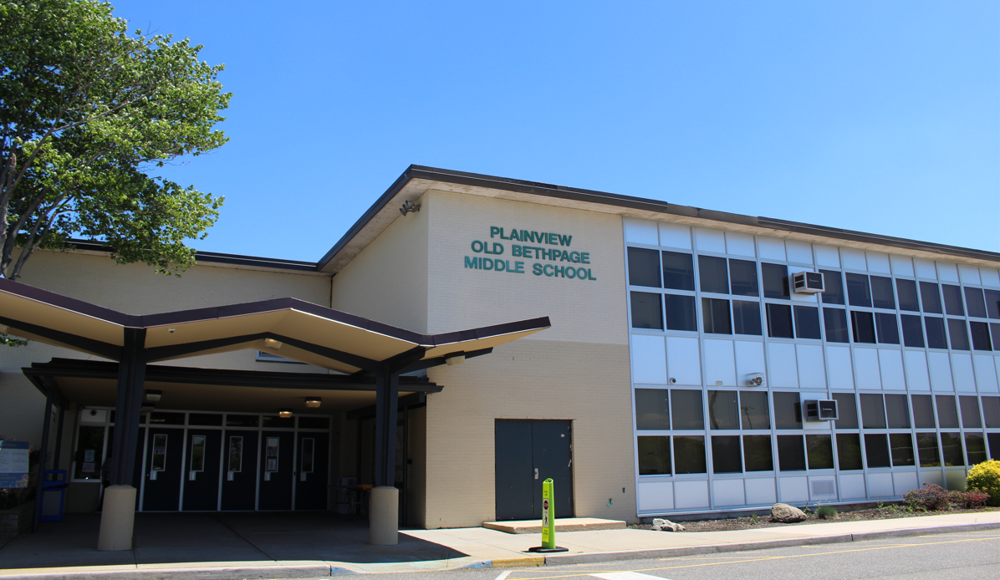 PLAINVIEW
OLD BETHPAGE
MIDDLE SCHOOL